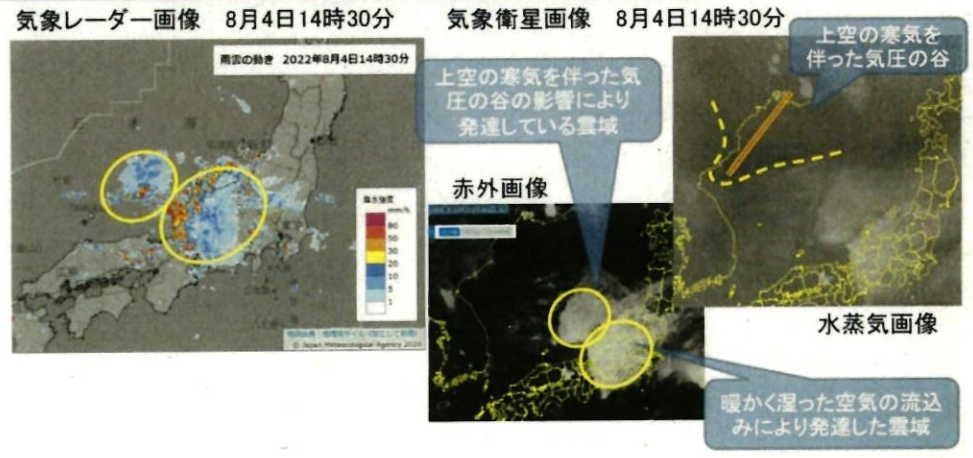 気象レーダー画像　8月4日14時30分
雨雲の動き　2022年8月4日14時30分
日本海
降水強度
mm/h
80
50
30
20
10
5
1
© Japan Meteorological Agency
気象衛星画像　8月4日14時30分
上空の寒気を伴った気
圧の谷の影響により
発達している雲域
赤外画像
上空の寒気を
伴った気圧の谷
水蒸気画像
暖かく湿った空気の流込
みにより発達した雲域